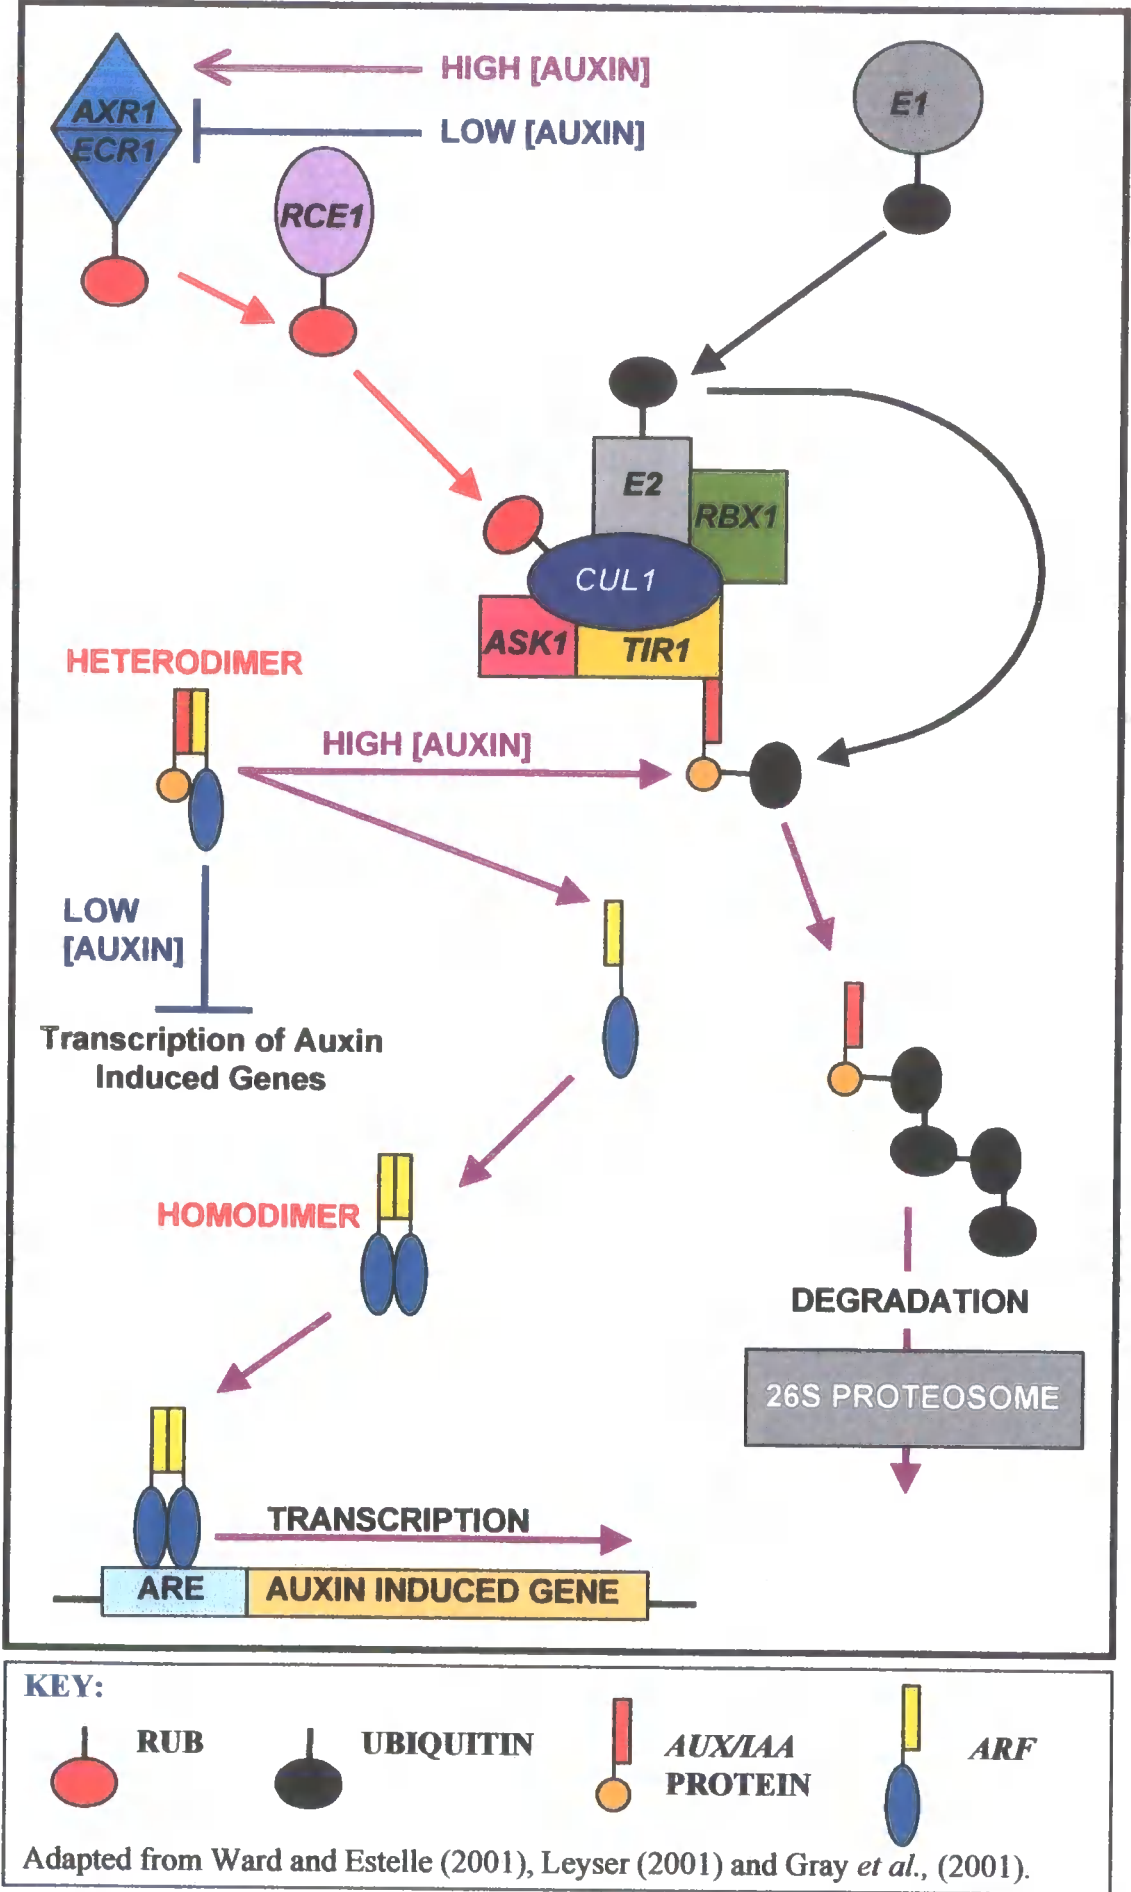 HIGH [AUXIN]
LOW [AUXIN]
AXR1
ECR1
RCE1
E1
E2
RBX1
CUL1
ASK1
TIR1
HETERODIMER
HIGH [AUXIN]
LOW
[AUXIN]
Transcription of Auxin
Induced Genes
HOMODIMER
DEGRADATION
26S PROTEOSOME
TRANSCRIPTION
ARE
AUXIN INDUCED GENE
KEY:
RUB
UBIQUITIN
AUX/IAA
PROTEIN
ARF
Adapted from Ward and Estelle (2001), Leyser (2001) and Gray et al., (2001).